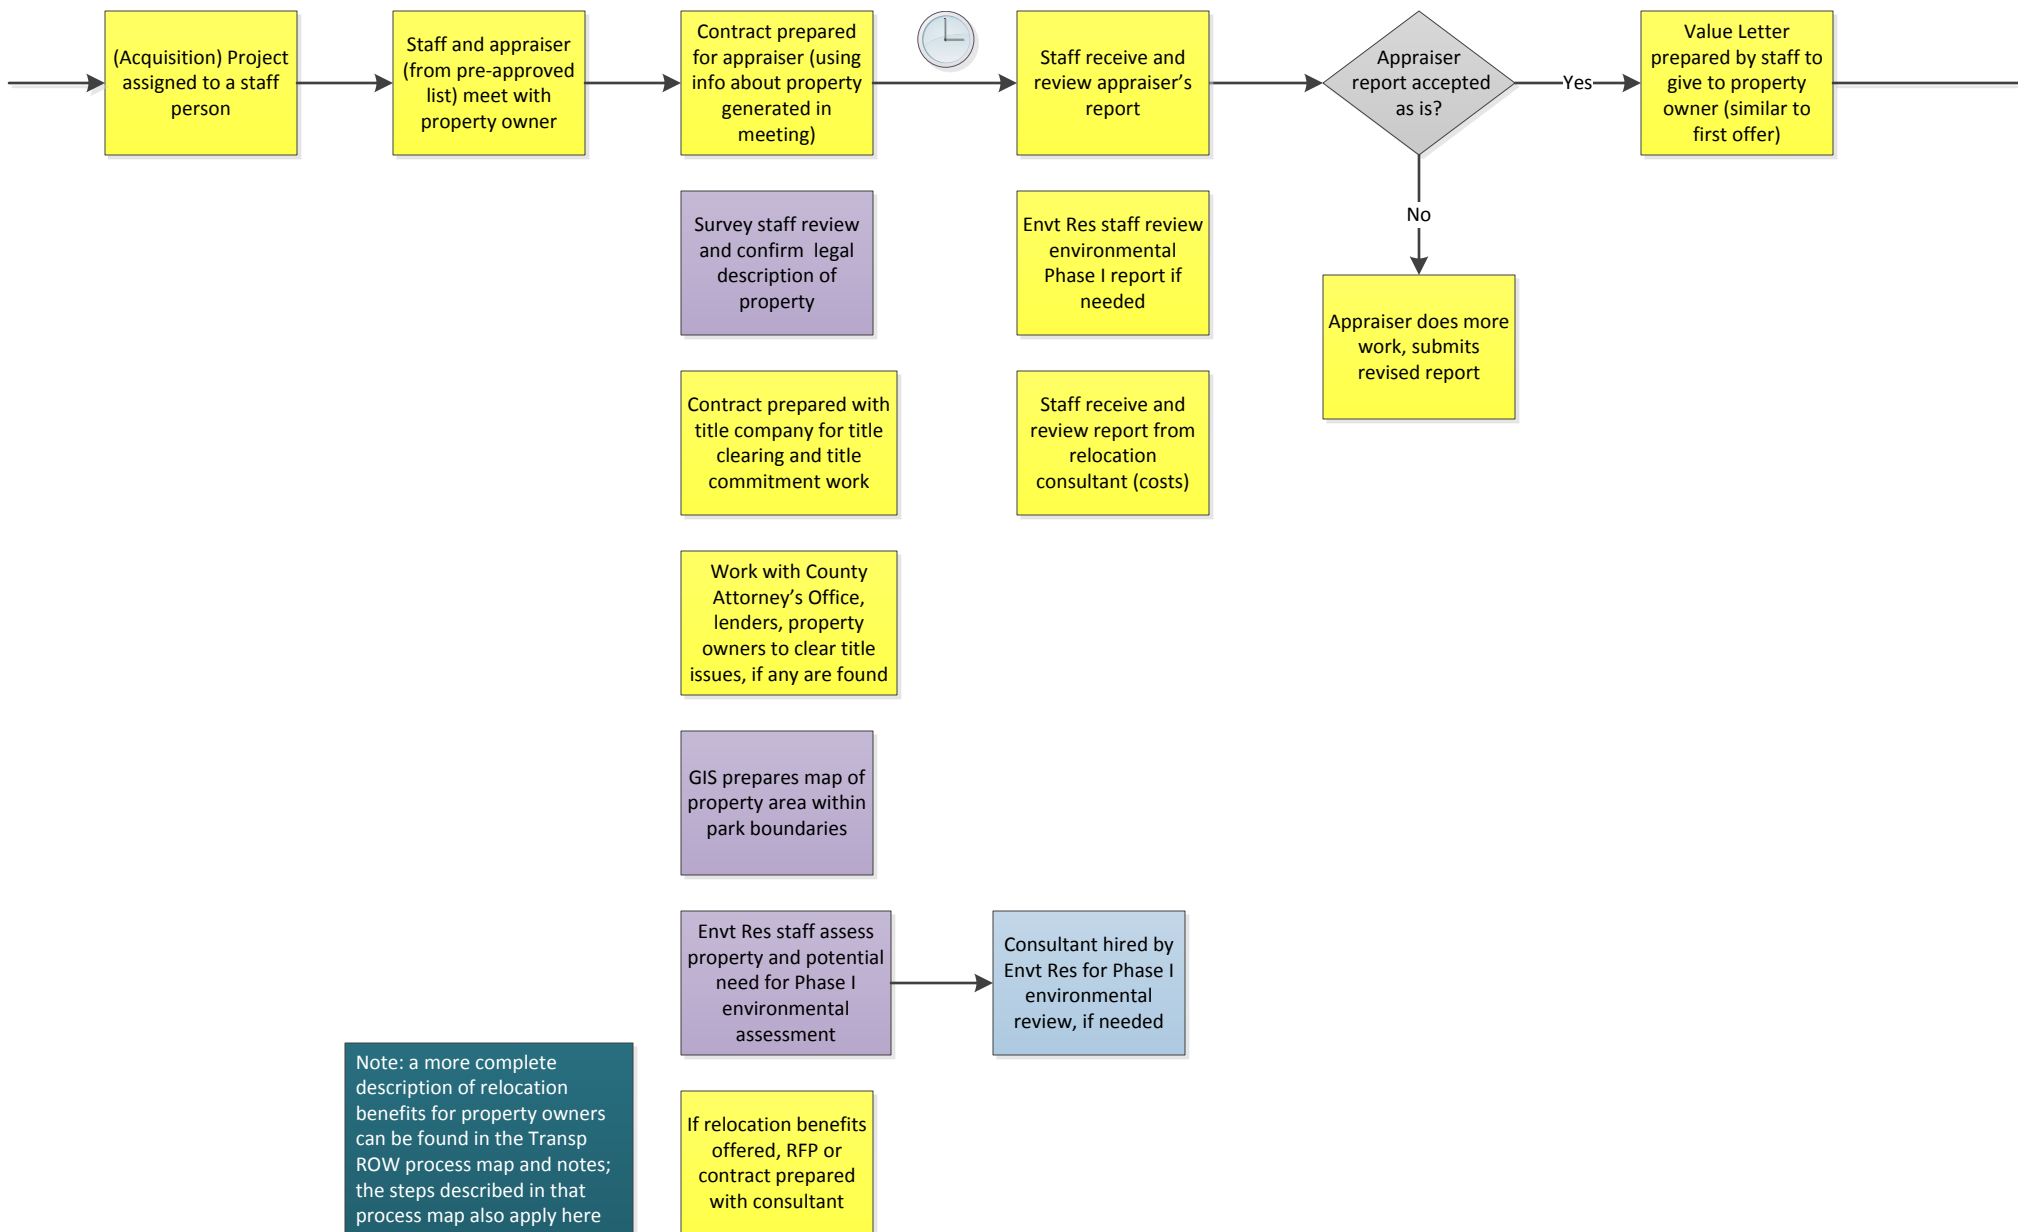 (Acquisition) Project
assigned to a staff
person
Staff and appraiser
(from pre-approved
list) meet with
property owner
Contract prepared
for appraiser (using
info about property
generated in
meeting)
Staff receive and
review appraiser's
report
Appraiser
report accepted
as is?
Yes
Value Letter
prepared by staff to
give to property
owner (similar to
first offer)
No
Survey staff review
and confirm legal
description of
property
Envt Res staff review
environmental
Phase I report if
needed
Appraiser does more
work, submits
revised report
Contract prepared with
title company for title
clearing and title
commitment work
Staff receive and
review report from
relocation
consultant (costs)
Work with County
Attorney's Office,
lenders, property
owners to clear title
issues, if any are found
GIS prepares map of
property area within
park boundaries
Envt Res staff assess
property and potential
need for Phase I
environmental
assessment
Consultant hired by
Envt Res for Phase I
environmental
review, if needed
Note: a more complete
description of relocation
benefits for property owners
can be found in the Transp
ROW process map and notes;
the steps described in that
process map also apply here
If relocation benefits
offered, RFP or
contract prepared
with consultant